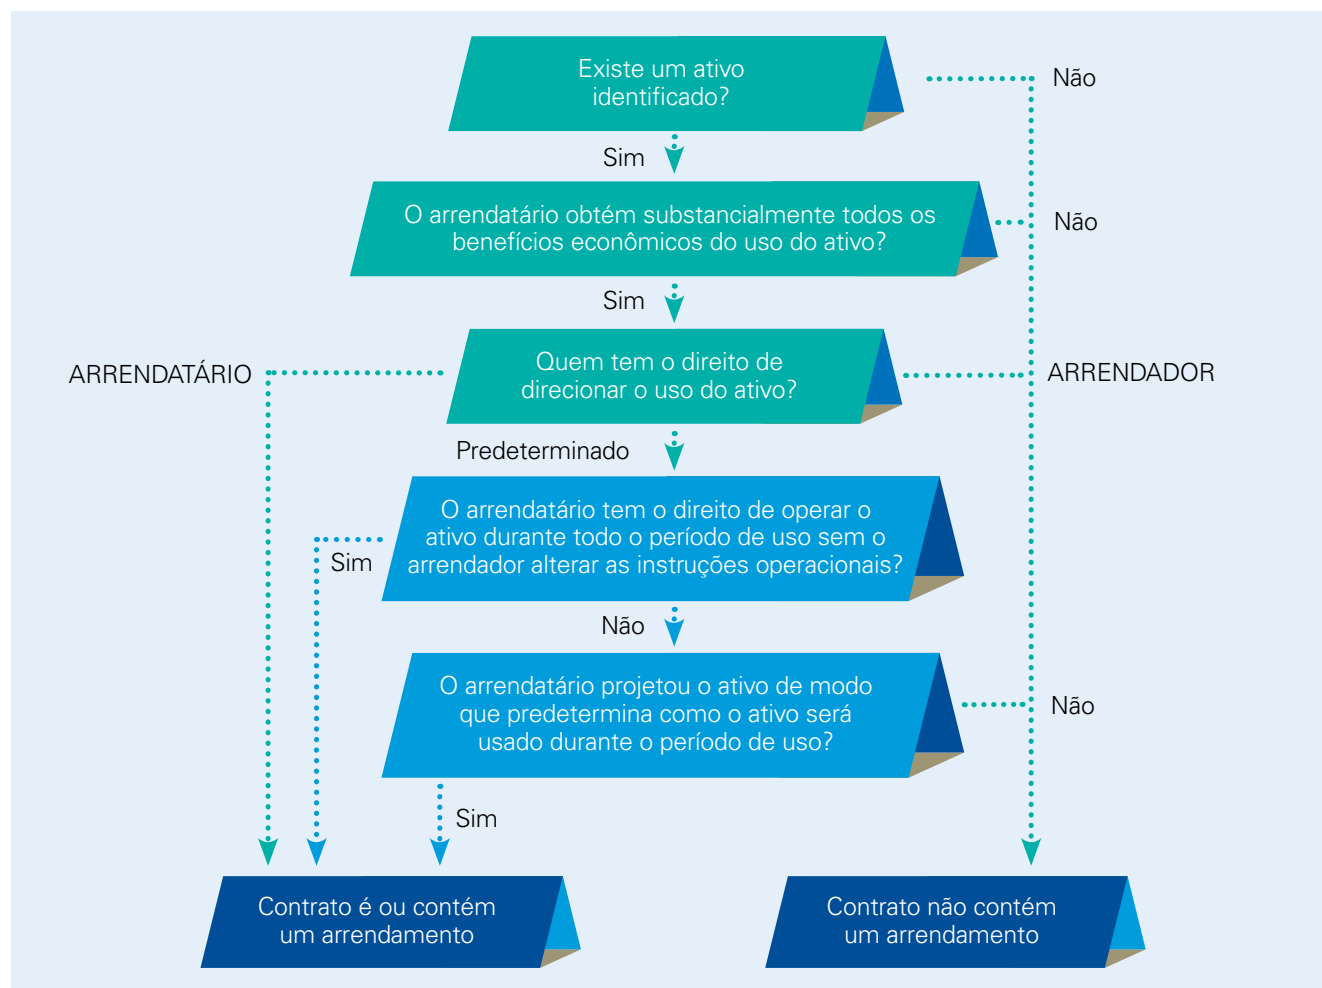 Existe um ativo
identificado?
Não
Sim
O arrendatário obtém substancialmente todos os
benefícios econômicos do uso do ativo?
Não
Sim
ARRENDATÁRIO
Quem tem o direito de
direcionar o uso do ativo?
ARRENDADOR
Predeterminado
O arrendatário tem o direito de operar o
ativo durante todo o período de uso sem o
arrendador alterar as instruções operacionais?
Sim
Não
O arrendatário projetou o ativo de modo
que predetermina como o ativo será
usado durante o período de uso?
Não
Sim
Contrato é ou contém
um arrendamento
Contrato não contém
um arrendamento